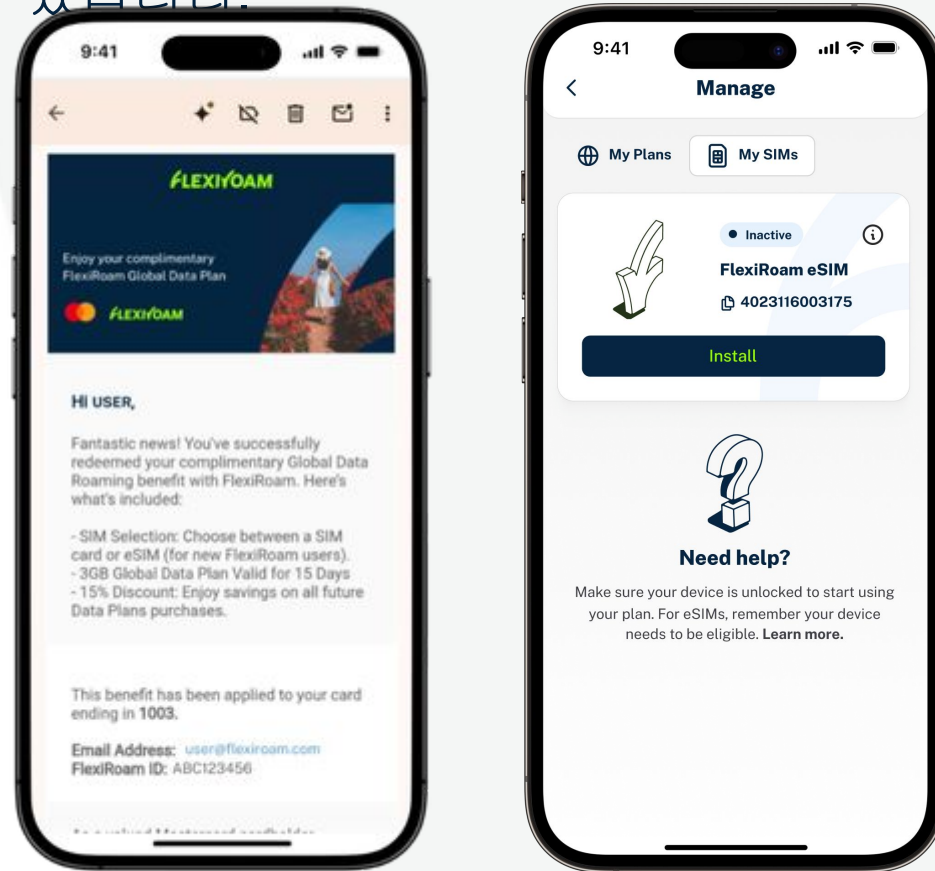 있습니다.
9:41
FLEXIROAM
Enjoy your complimentary
FlexiRoam Global Data Plan
FLEXIROAM
HI USER,
Fantastic news! You've successfully
redeemed your complimentary Global Data
Roaming benefit with FlexiRoam. Here's
what's included:
- SIM Selection: Choose between a SIM
card or eSIM (for new FlexiRoam users).
- 3GB Global Data Plan Valid for 15 Days
- 15% Discount: Enjoy savings on all future
Data Plans purchases.
This benefit has been applied to your card
ending in 1003.
Email Address: user@flexiroam.com
FlexiRoam ID: ABC123456
9:41
Manage
My Plans
My SIMs
Inactive
FlexiRoam eSIM
4023116003175
Install
Need help?
Make sure your device is unlocked to start using
your plan. For eSIMs, remember your device
needs to be eligible. Learn more.